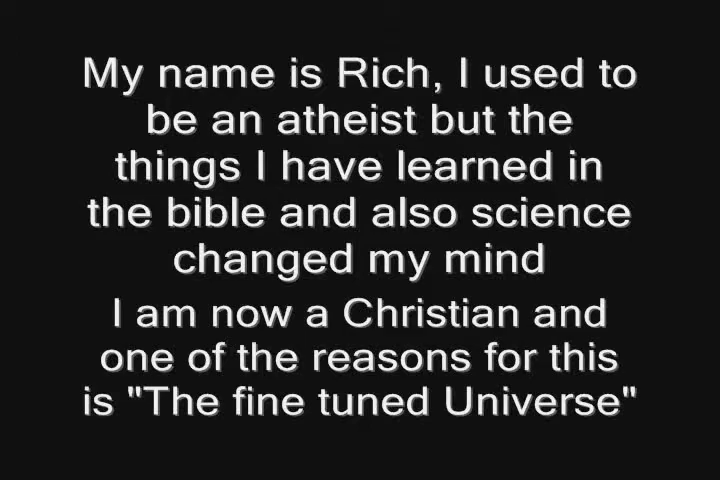 My name is Rich, I used to
be an atheist but the
things I have learned in
the bible and also science
changed my mind
I am now a Christian and
one of the reasons for this
is "The fine tuned Universe"